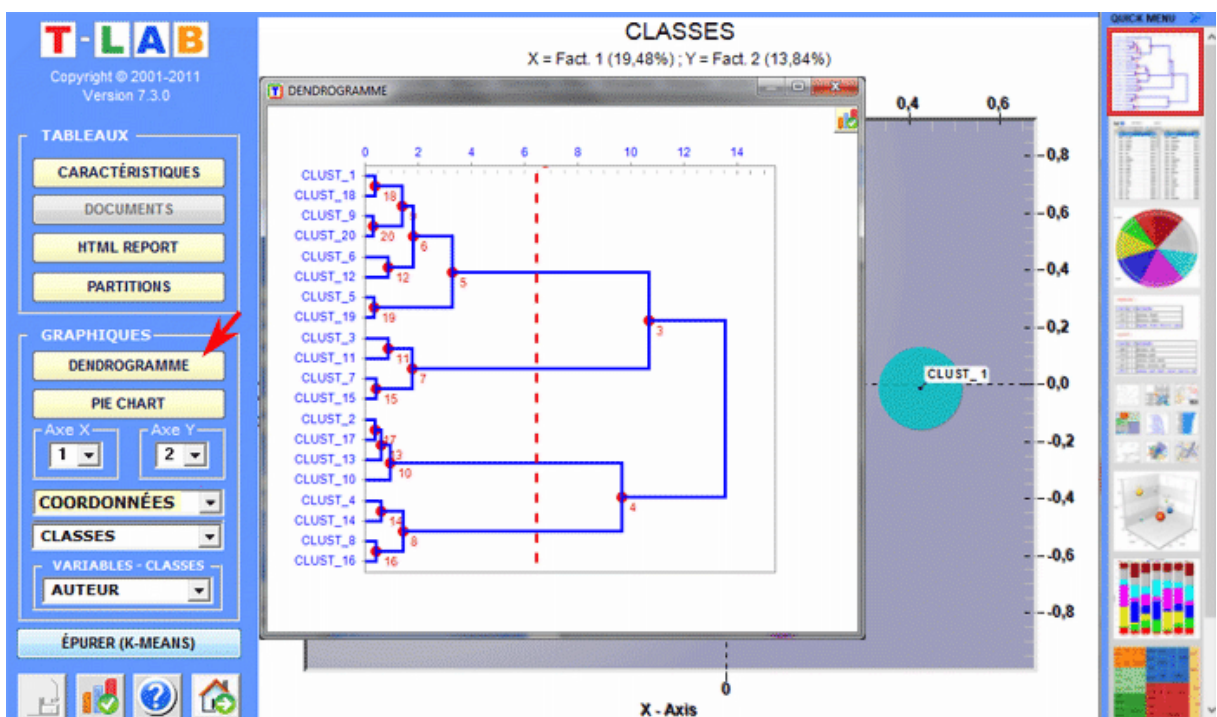 T-LAB
Copyright © 2001-2011
Version 7.3.0
TABLEAUX
CARACTÉRISTIQUES
DOCUMENTS
HTML REPORT
PARTITIONS
GRAPHIQUES
DENDROGRAMME
PIE CHART
Axe X
Axe Y
1
2
COORDONNÉES
CLASSES
VARIABLES - CLASSES
AUTEUR
ÉPURER (K-MEANS)
CLASSES
X = Fact. 1 (19,48%) ; Y = Fact. 2 (13,84%)
DENDROGRAMME
0 2 4 6 8 10 12 14
CLUST_1
CLUST_18
18
CLUST_9
CLUST_20
20
6
CLUST_6
CLUST_12
12
5
CLUST_5
CLUST_19
19
3
CLUST_3
CLUST_11
11
7
CLUST_7
CLUST_15
15
CLUST_2
CLUST_17
17
CLUST_13
13
CLUST_10
10
CLUST_4
4
CLUST_14
14
CLUST_8
8
CLUST_16
16
0,4 0,6
0,8
0,6
0,4
0,2
CLUST_1
0,0
-0,2
-0,4
-0,6
-0,8
0
X - Axis
QUICK MENU